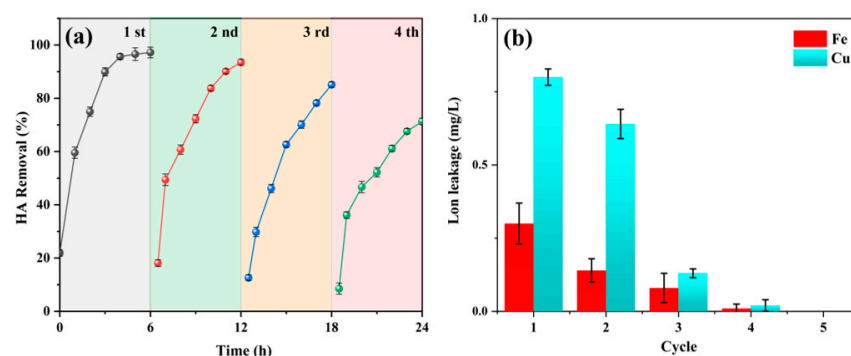 (a)
1 st
2 nd
3 rd
4 th
HA Removal (%)
100
80
60
40
20
0
0
6
12
18
24
Time (h)
(b)
Fe
Cu
Lon leakage (mg/L)
1.0
0.5
0.0
1
2
3
4
5
Cycle